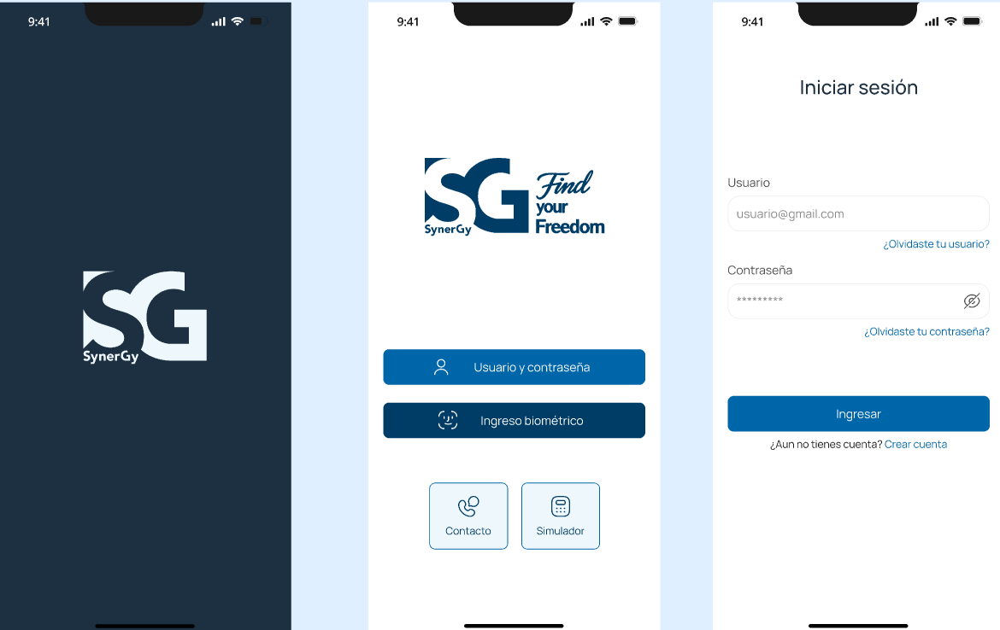 9:41
SG
SynerGy
9:41
SG
SynerGy
Find
your
Freedom
Usuario y contraseña
Ingreso biométrico
Contacto
Simulador
9:41
Iniciar sesión
Usuario
usuario@gmail.com
¿Olvidaste tu usuario?
Contraseña
*********
¿Olvidaste tu contraseña?
Ingresar
¿Aun no tienes cuenta? Crear cuenta